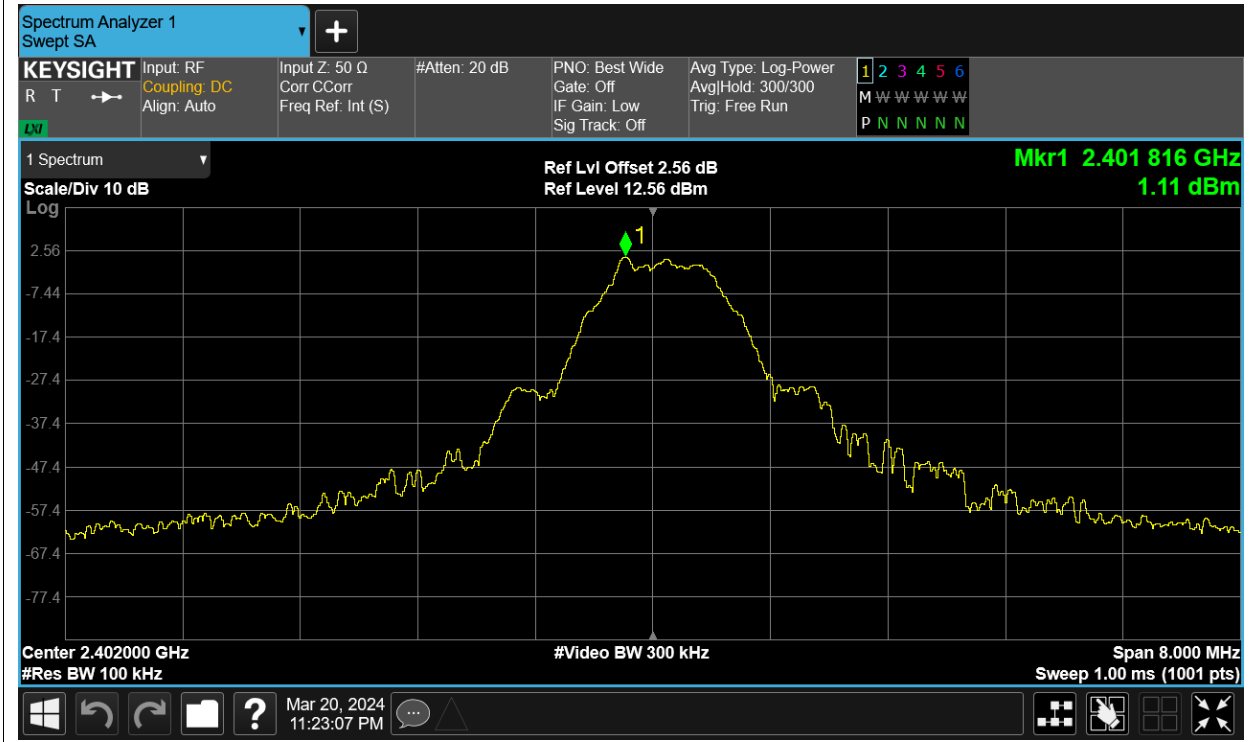 Spectrum Analyzer 1
Swept SA
+
KEYSIGHT
R T
LXI
Input: RF
Coupling: DC
Align: Auto
Input Z: 50 Ω
Corr CCorr
Freq Ref: Int (S)
#Atten: 20 dB
PNO: Best Wide
Gate: Off
IF Gain: Low
Sig Track: Off
Avg Type: Log-Power
Avg|Hold: 300/300
Trig: Free Run
1 2 3 4 5 6
M W W W W W
P N N N N N
1 Spectrum
Scale/Div 10 dB
Log
Ref Lvl Offset 2.56 dB
Ref Level 12.56 dBm
Mkr1 2.401 816 GHz
1.11 dBm
1
2.56
-7.44
-17.4
-27.4
-37.4
-47.4
-57.4
-67.4
-77.4
Center 2.402000 GHz
#Video BW 300 kHz
Span 8.000 MHz
#Res BW 100 kHz
Sweep 1.00 ms (1001 pts)
?
Mar 20, 2024
11:23:07 PM